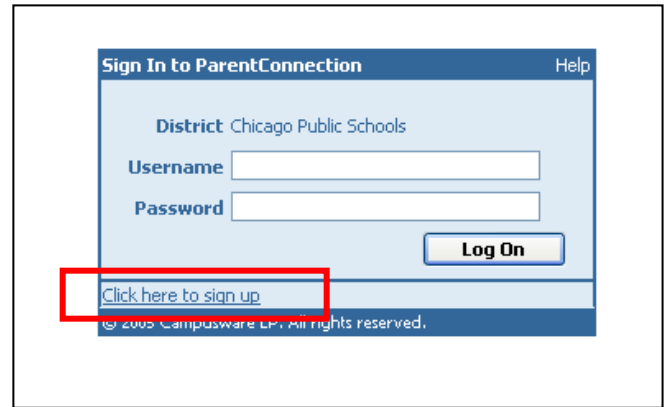 Sign In to ParentConnection Help
District Chicago Public Schools
Username
Password
Log On
Click here to sign up
© 2005 Campusware LP. All rights reserved.